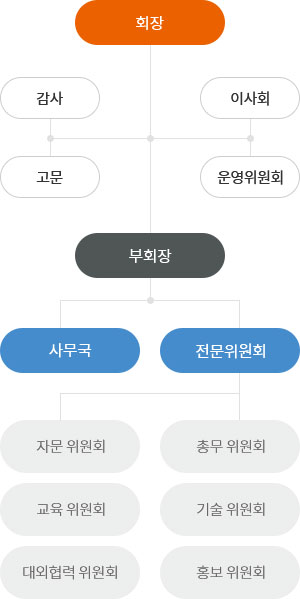 회장
감사
이사회
고문
운영위원회
부회장
사무국
전문위원회
자문 위원회
총무 위원회
교육 위원회
기술 위원회
대외협력 위원회
홍보 위원회